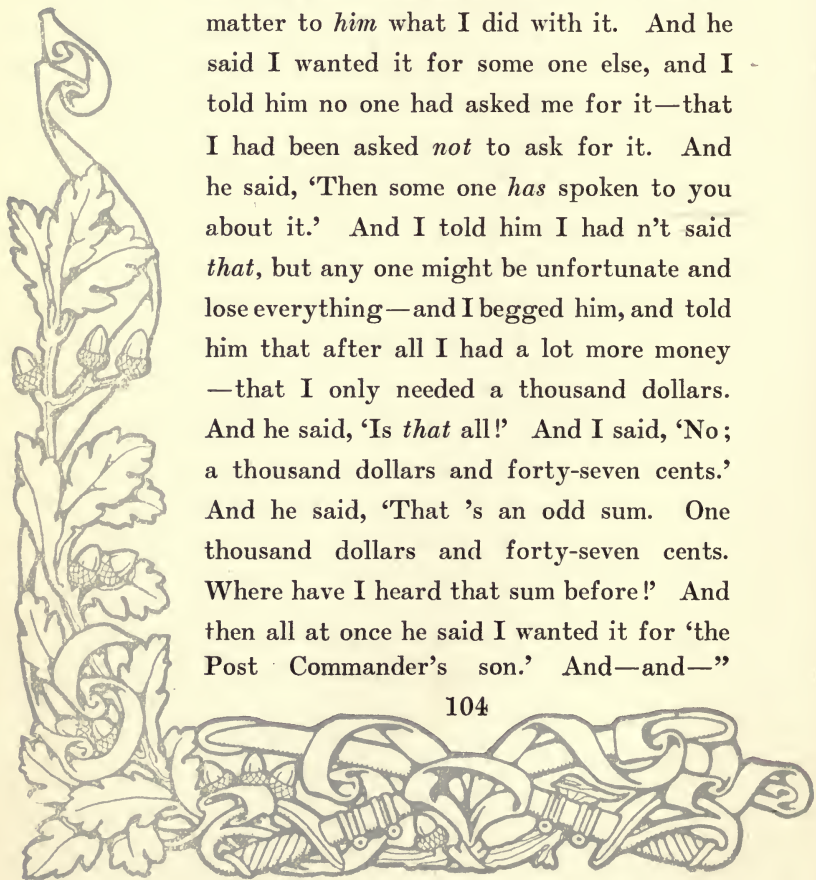 matter to him what I did with it. And he
said I wanted it for some one else, and I
told him no one had asked me for it—that
I had been asked not to ask for it. And
he said, ‘Then some one has spoken to you
about it.’ And I told him I had n’t said
that, but any one might be unfortunate and
lose everything—and I begged him, and told
him that after all I had a lot more money
—that I only needed a thousand dollars.
And he said, ‘Is that all!’ And I said, ‘No;
a thousand dollars and forty-seven cents.’
And he said, ‘That ’s an odd sum. One
thousand dollars and forty-seven cents.
Where have I heard that sum before!’ And
then all at once he said I wanted it for ‘the
Post Commander’s son.’ And—and—”
104